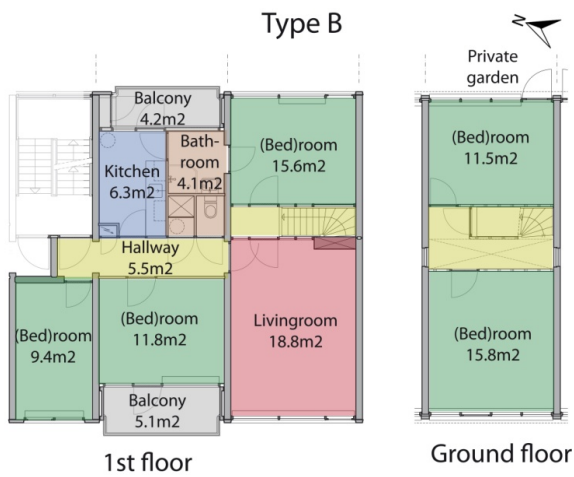 Type B
N
Private
garden
Balcony
4.2m2
Bath-
room
4.1m2
Kitchen
6.3m2
(Bed)room
15.6m2
(Bed)room
11.5m2
Hallway
5.5m2
(Bed)room
9.4m2
(Bed)room
11.8m2
Livingroom
18.8m2
(Bed)room
15.8m2
Balcony
5.1m2
1st floor
Ground floor